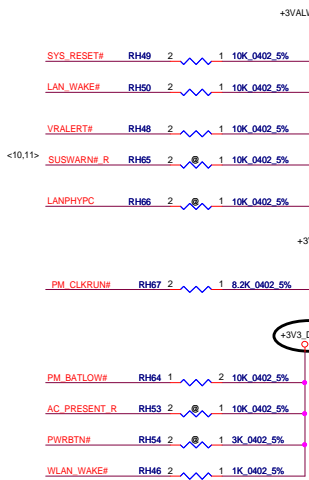 +3VALW
SYS_RESET# RH49 2 1 10K_0402_5%
LAN_WAKE# RH50 2 1 10K_0402_5%
VRALERT# RH48 2 1 10K_0402_5%
<10,11> SUSWARN#_R RH65 2 @ 1 10K_0402_5%
LANPHYPC RH66 2 @ 1 10K_0402_5%
+3V
PM_CLKRUN# RH67 2 1 8.2K_0402_5%
+3V3_D
PM_BATLOW# RH64 1 2 10K_0402_5%
AC_PRESENT_R RH53 2 @ 1 10K_0402_5%
PWRBTN# RH54 2 @ 1 3K_0402_5%
WLAN_WAKE# RH46 2 1 1K_0402_5%